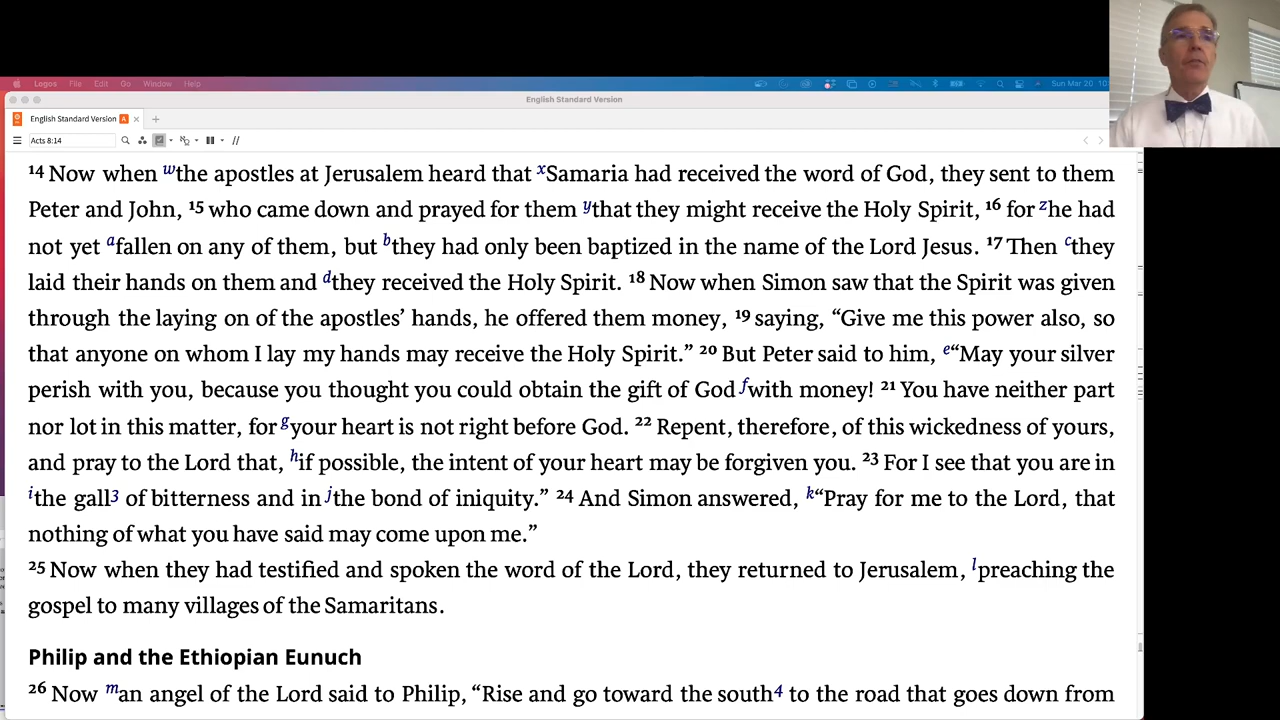 Logos File Edit Go Window Help Sun Mar 20
English Standard Version
English Standard Version A
Acts 8:14
14 Now when wthe apostles at Jerusalem heard that xSamaria had received the word of God, they sent to them
Peter and John, 15 who came down and prayed for them ythat they might receive the Holy Spirit, 16 for zhe had
not yet afallen on any of them, but bthey had only been baptized in the name of the Lord Jesus. 17 Then cthey
laid their hands on them and dthey received the Holy Spirit. 18 Now when Simon saw that the Spirit was given
through the laying on of the apostles’ hands, he offered them money, 19 saying, “Give me this power also, so
that anyone on whom I lay my hands may receive the Holy Spirit.” 20 But Peter said to him, e“May your silver
perish with you, because you thought you could obtain the gift of God fwith money! 21 You have neither part
nor lot in this matter, for gyour heart is not right before God. 22 Repent, therefore, of this wickedness of yours,
and pray to the Lord that, hif possible, the intent of your heart may be forgiven you. 23 For I see that you are in
ithe gall3 of bitterness and in jthe bond of iniquity.” 24 And Simon answered, k“Pray for me to the Lord, that
nothing of what you have said may come upon me.”
25 Now when they had testified and spoken the word of the Lord, they returned to Jerusalem, lpreaching the
gospel to many villages of the Samaritans.
Philip and the Ethiopian Eunuch
26 Now man angel of the Lord said to Philip, “Rise and go toward the south4 to the road that goes down from